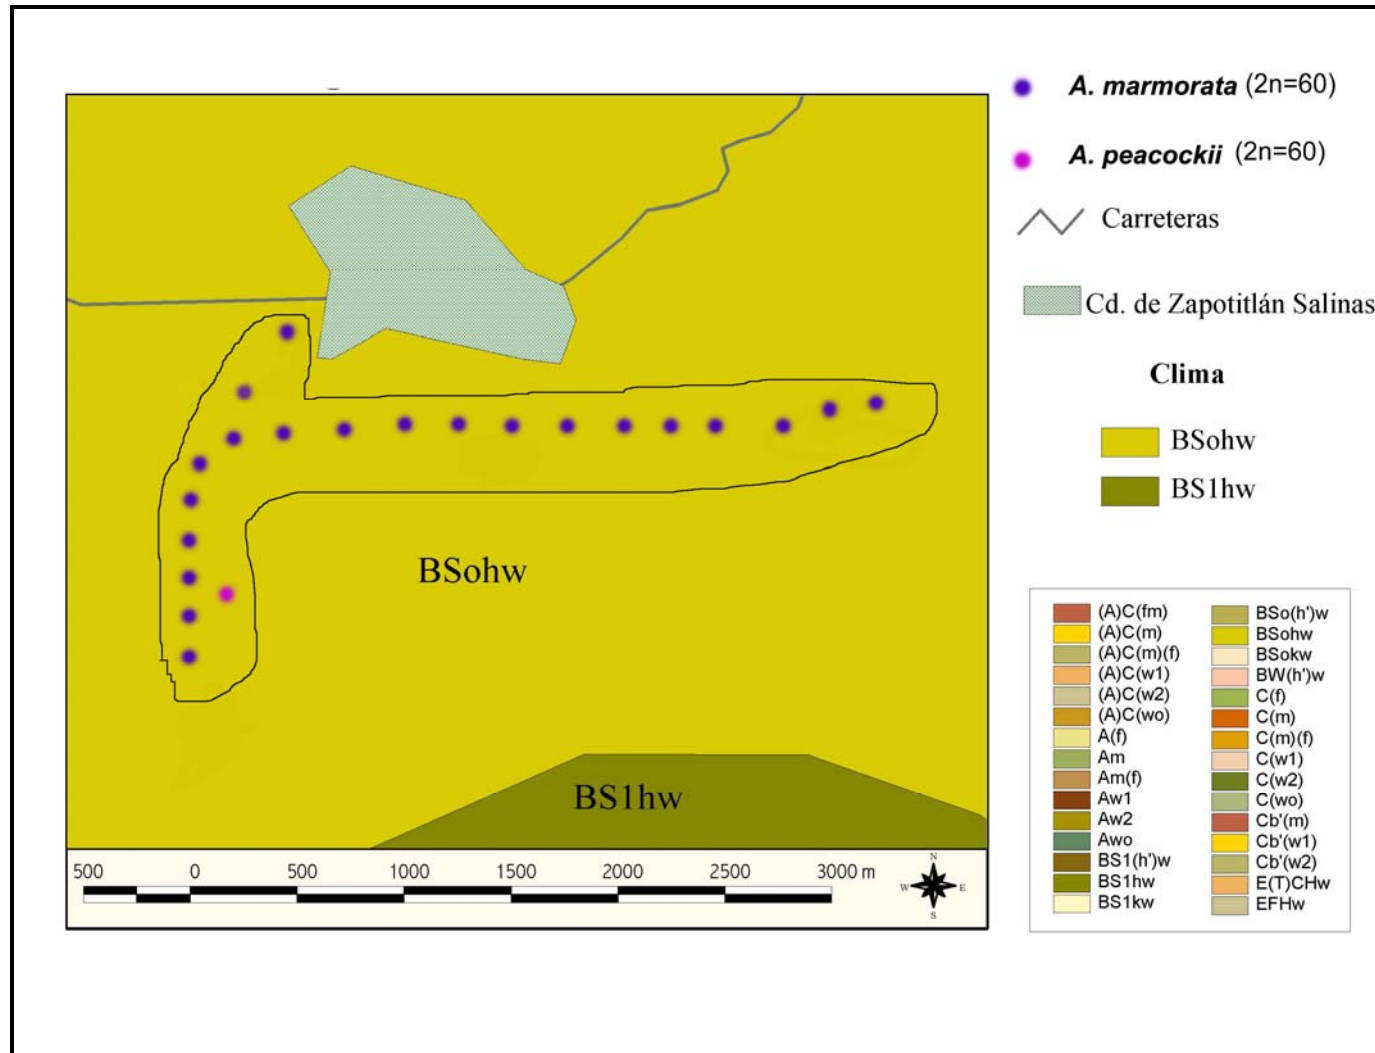 A. marmorata (2n=60)
A. peacockii (2n=60)
Carreteras
Cd. de Zapotitlán Salinas
Clima
BSohw
BS1hw
BSohw
BS1hw
500 0 500 1000 1500 2000 2500 3000 m
N
W E
S
(A)C(fm)
(A)C(m)
(A)C(m)(f)
(A)C(w1)
(A)C(w2)
(A)C(wo)
A(f)
Am
Am(f)
Aw1
Aw2
Awo
BS1(h')w
BS1hw
BS1kw
BSo(h')w
BSohw
BSokw
BW(h')w
C(f)
C(m)
C(m)(f)
C(w1)
C(w2)
C(wo)
Cb'(m)
Cb'(w1)
Cb'(w2)
E(T)CHw
EFHw